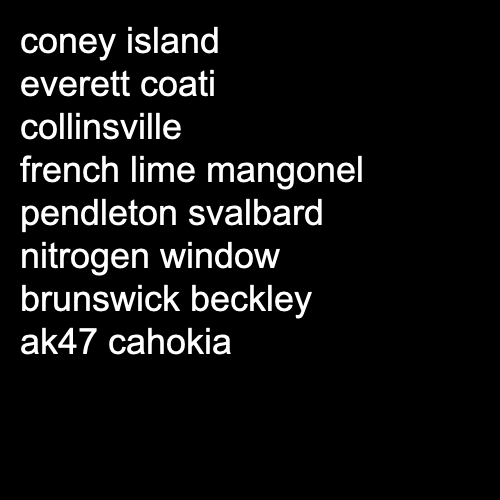 coney island
everett coati
collinsville
french lime mangonel
pendleton svalbard
nitrogen window
brunswick beckley
ak47 cahokia